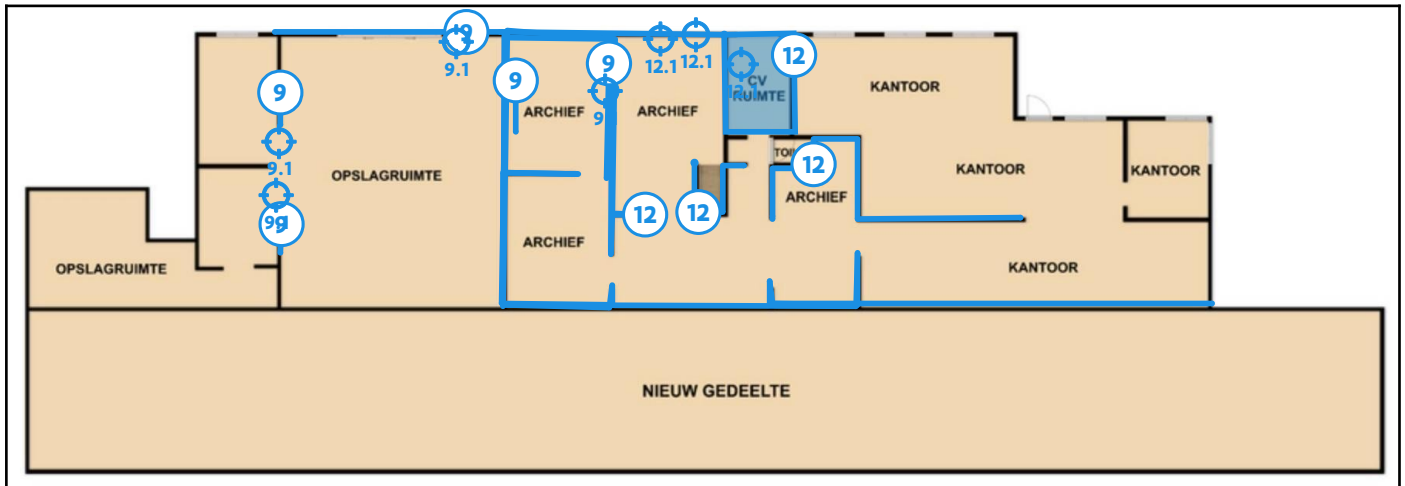 9
9
9
9
9
12
12
12
12
9.1
9.1
9
12.1
12.1
CV
RUIMTE
KANTOOR
ARCHIEF
ARCHIEF
OPSLAGRUIMTE
KANTOOR
KANTOOR
ARCHIEF
ARCHIEF
OPSLAGRUIMTE
KANTOOR
NIEUW GEDEELTE